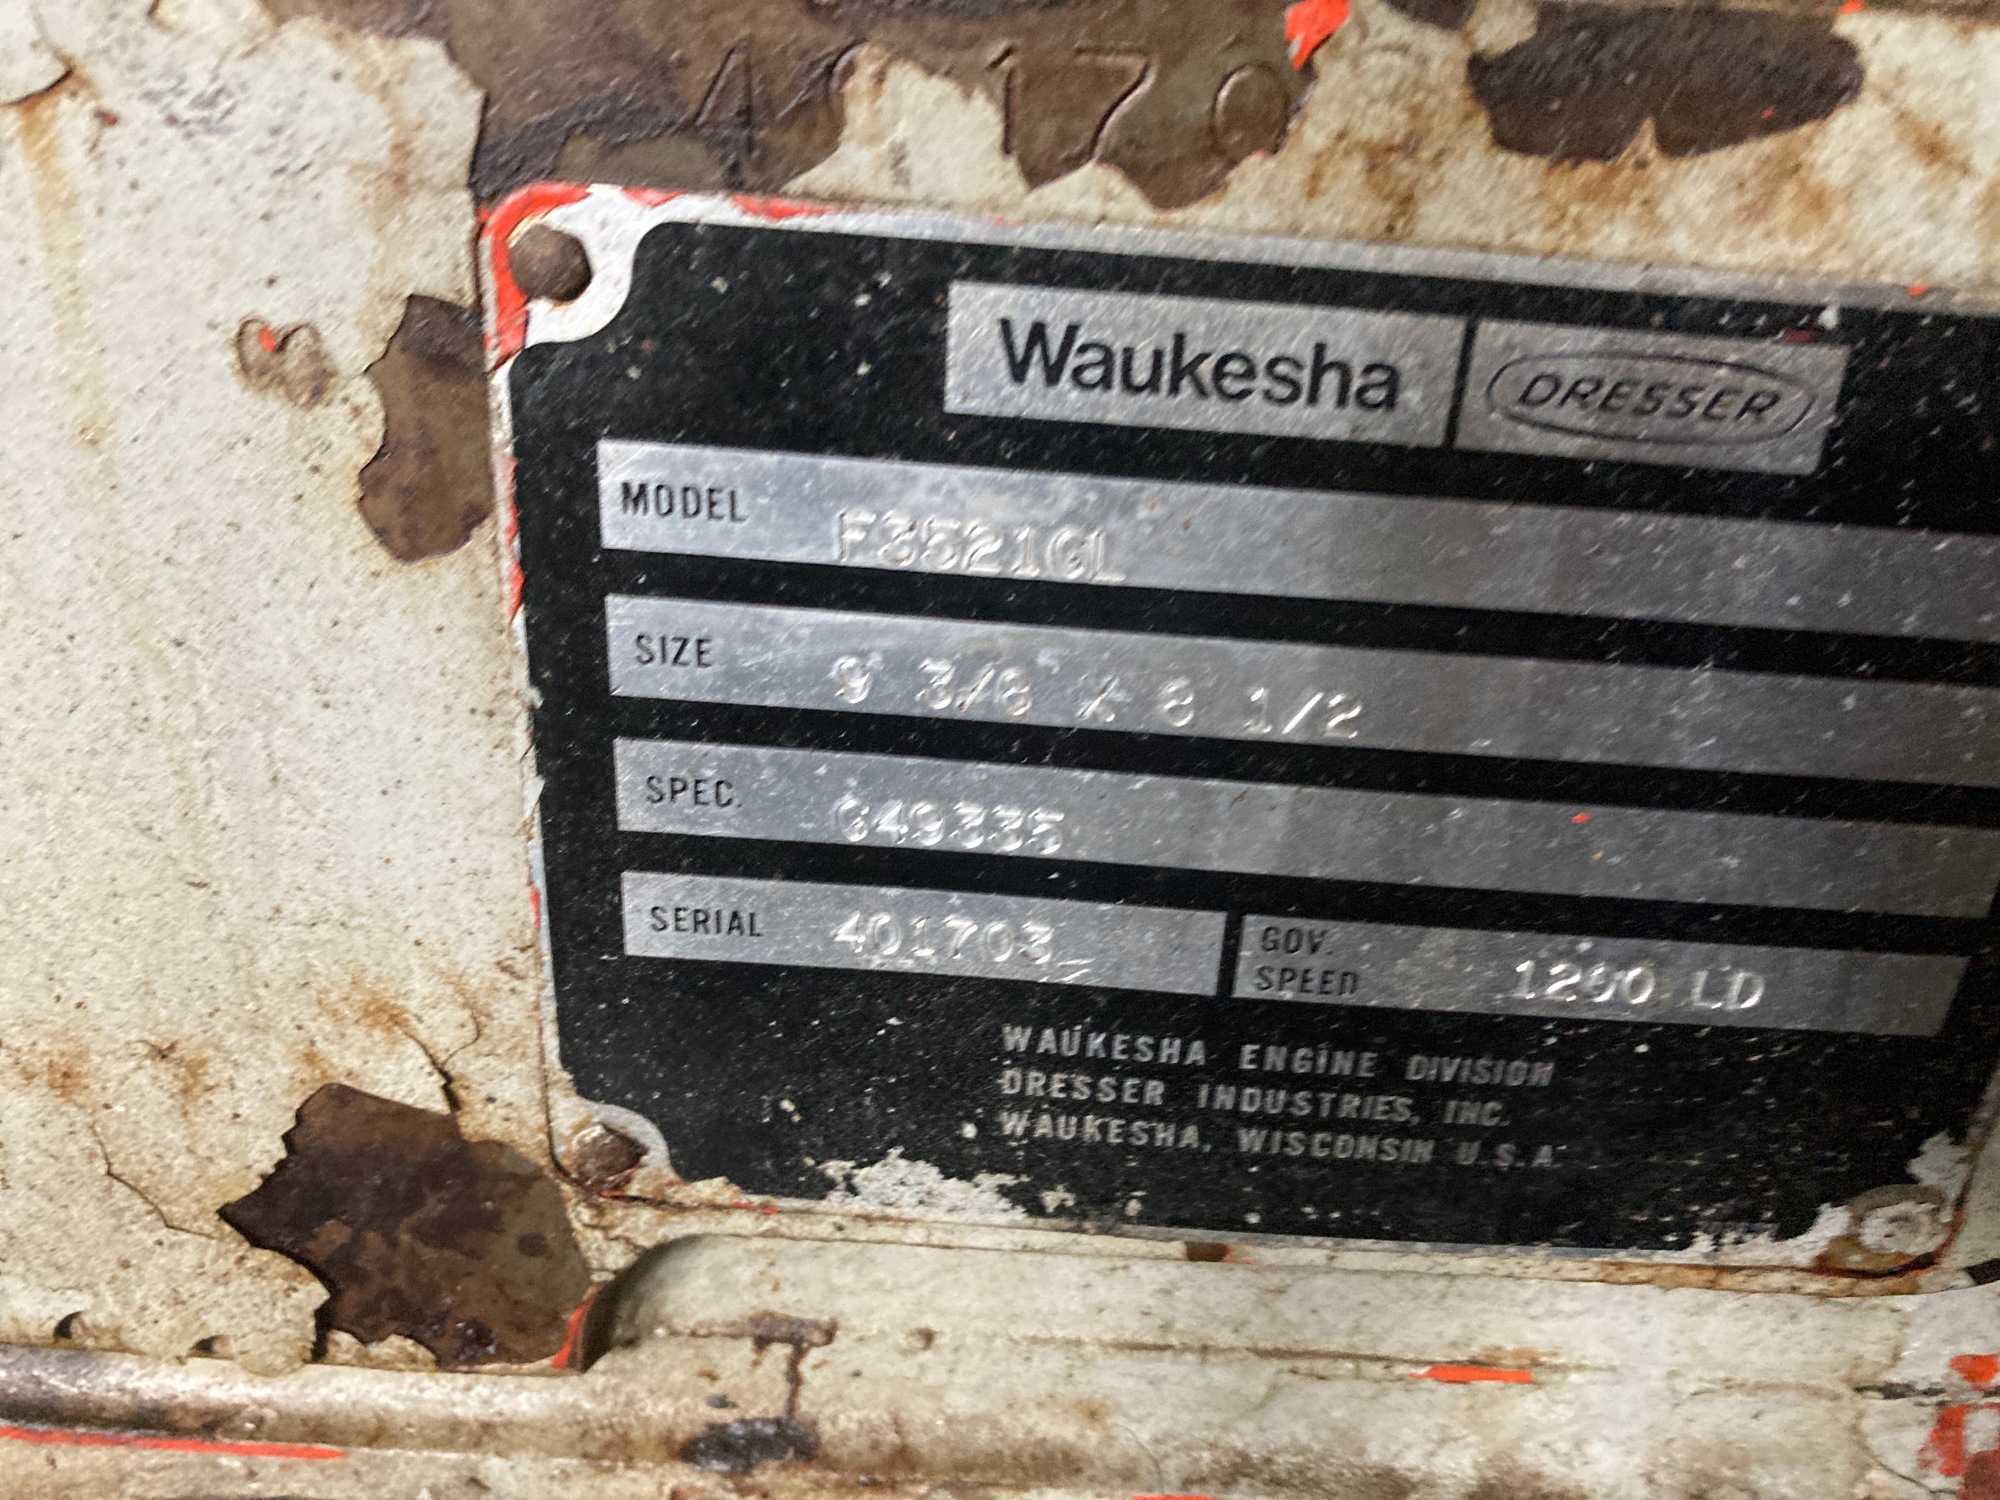 Waukesha DRESSER
MODEL F3521GL
SIZE 9 3/8 X 8 1/2
SPEC. G49335
SERIAL 401703 GOV. SPEED 1200 LD
WAUKESHA ENGINE DIVISION
DRESSER INDUSTRIES, INC.
WAUKESHA, WISCONSIN U.S.A.